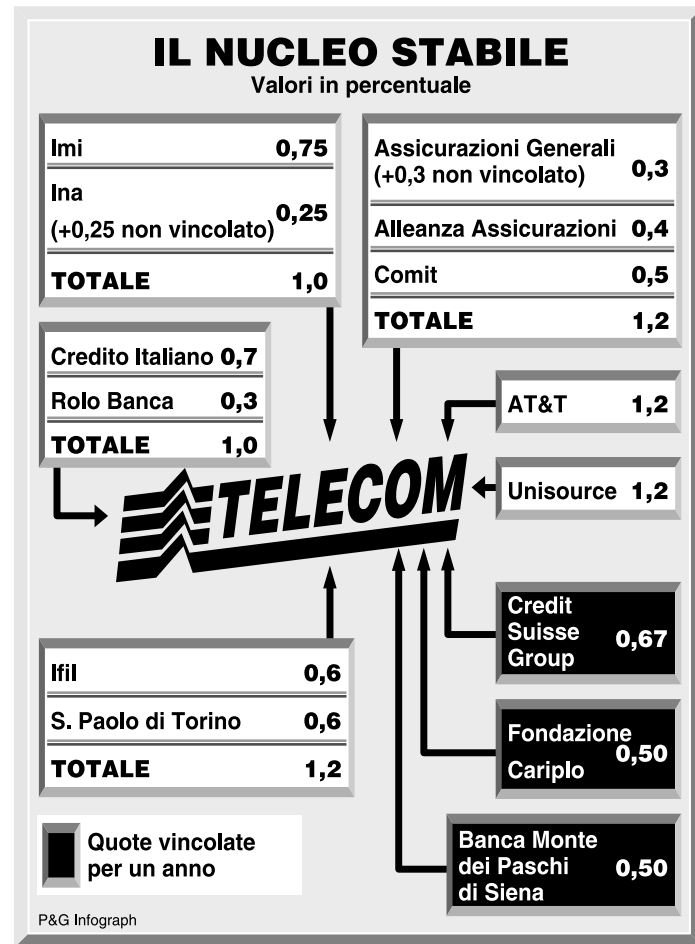 IL NUCLEO STABILE
Valori in percentuale
Imi 0,75
Ina
(+0,25 non vincolato) 0,25
TOTALE 1,0
Assicurazioni Generali
(+0,3 non vincolato) 0,3
Alleanza Assicurazioni 0,4
Comit 0,5
TOTALE 1,2
Credito Italiano 0,7
Rolo Banca 0,3
TOTALE 1,0
AT&T 1,2
Unisource 1,2
TELECOM
Credit
Suisse 0,67
Group
Ifil 0,6
S. Paolo di Torino 0,6
TOTALE 1,2
Fondazione
Cariplo 0,50
Banca Monte
dei Paschi 0,50
di Siena
Quote vincolate
per un anno
P&G Infograph